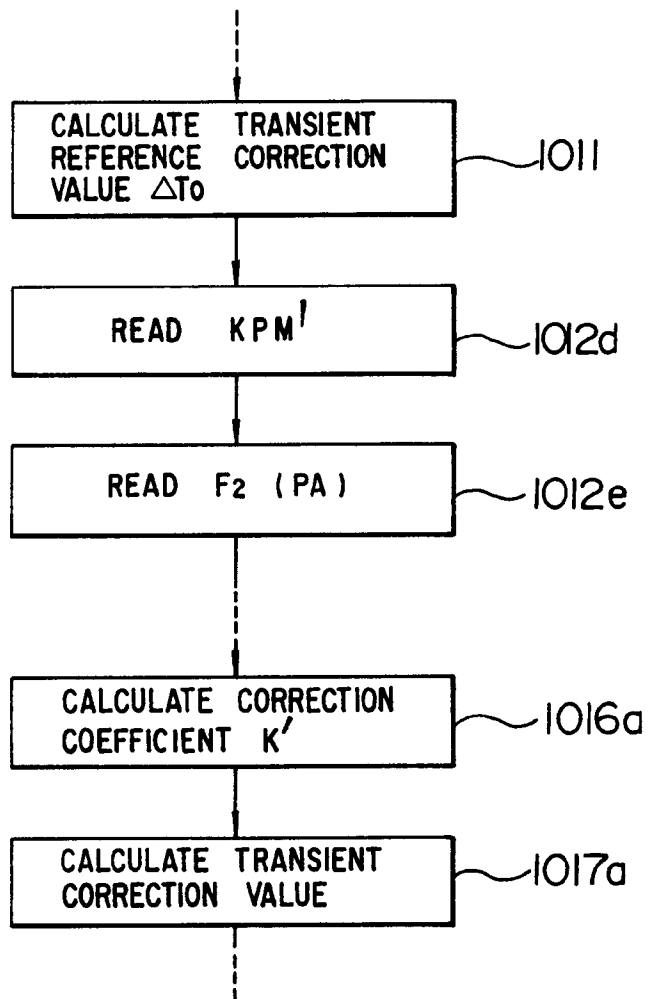 CALCULATE TRANSIENT
REFERENCE CORRECTION
VALUE △To
1011
READ KPM'
1012d
READ F2 (PA)
1012e
CALCULATE CORRECTION
COEFFICIENT K'
1016a
CALCULATE TRANSIENT
CORRECTION VALUE
1017a